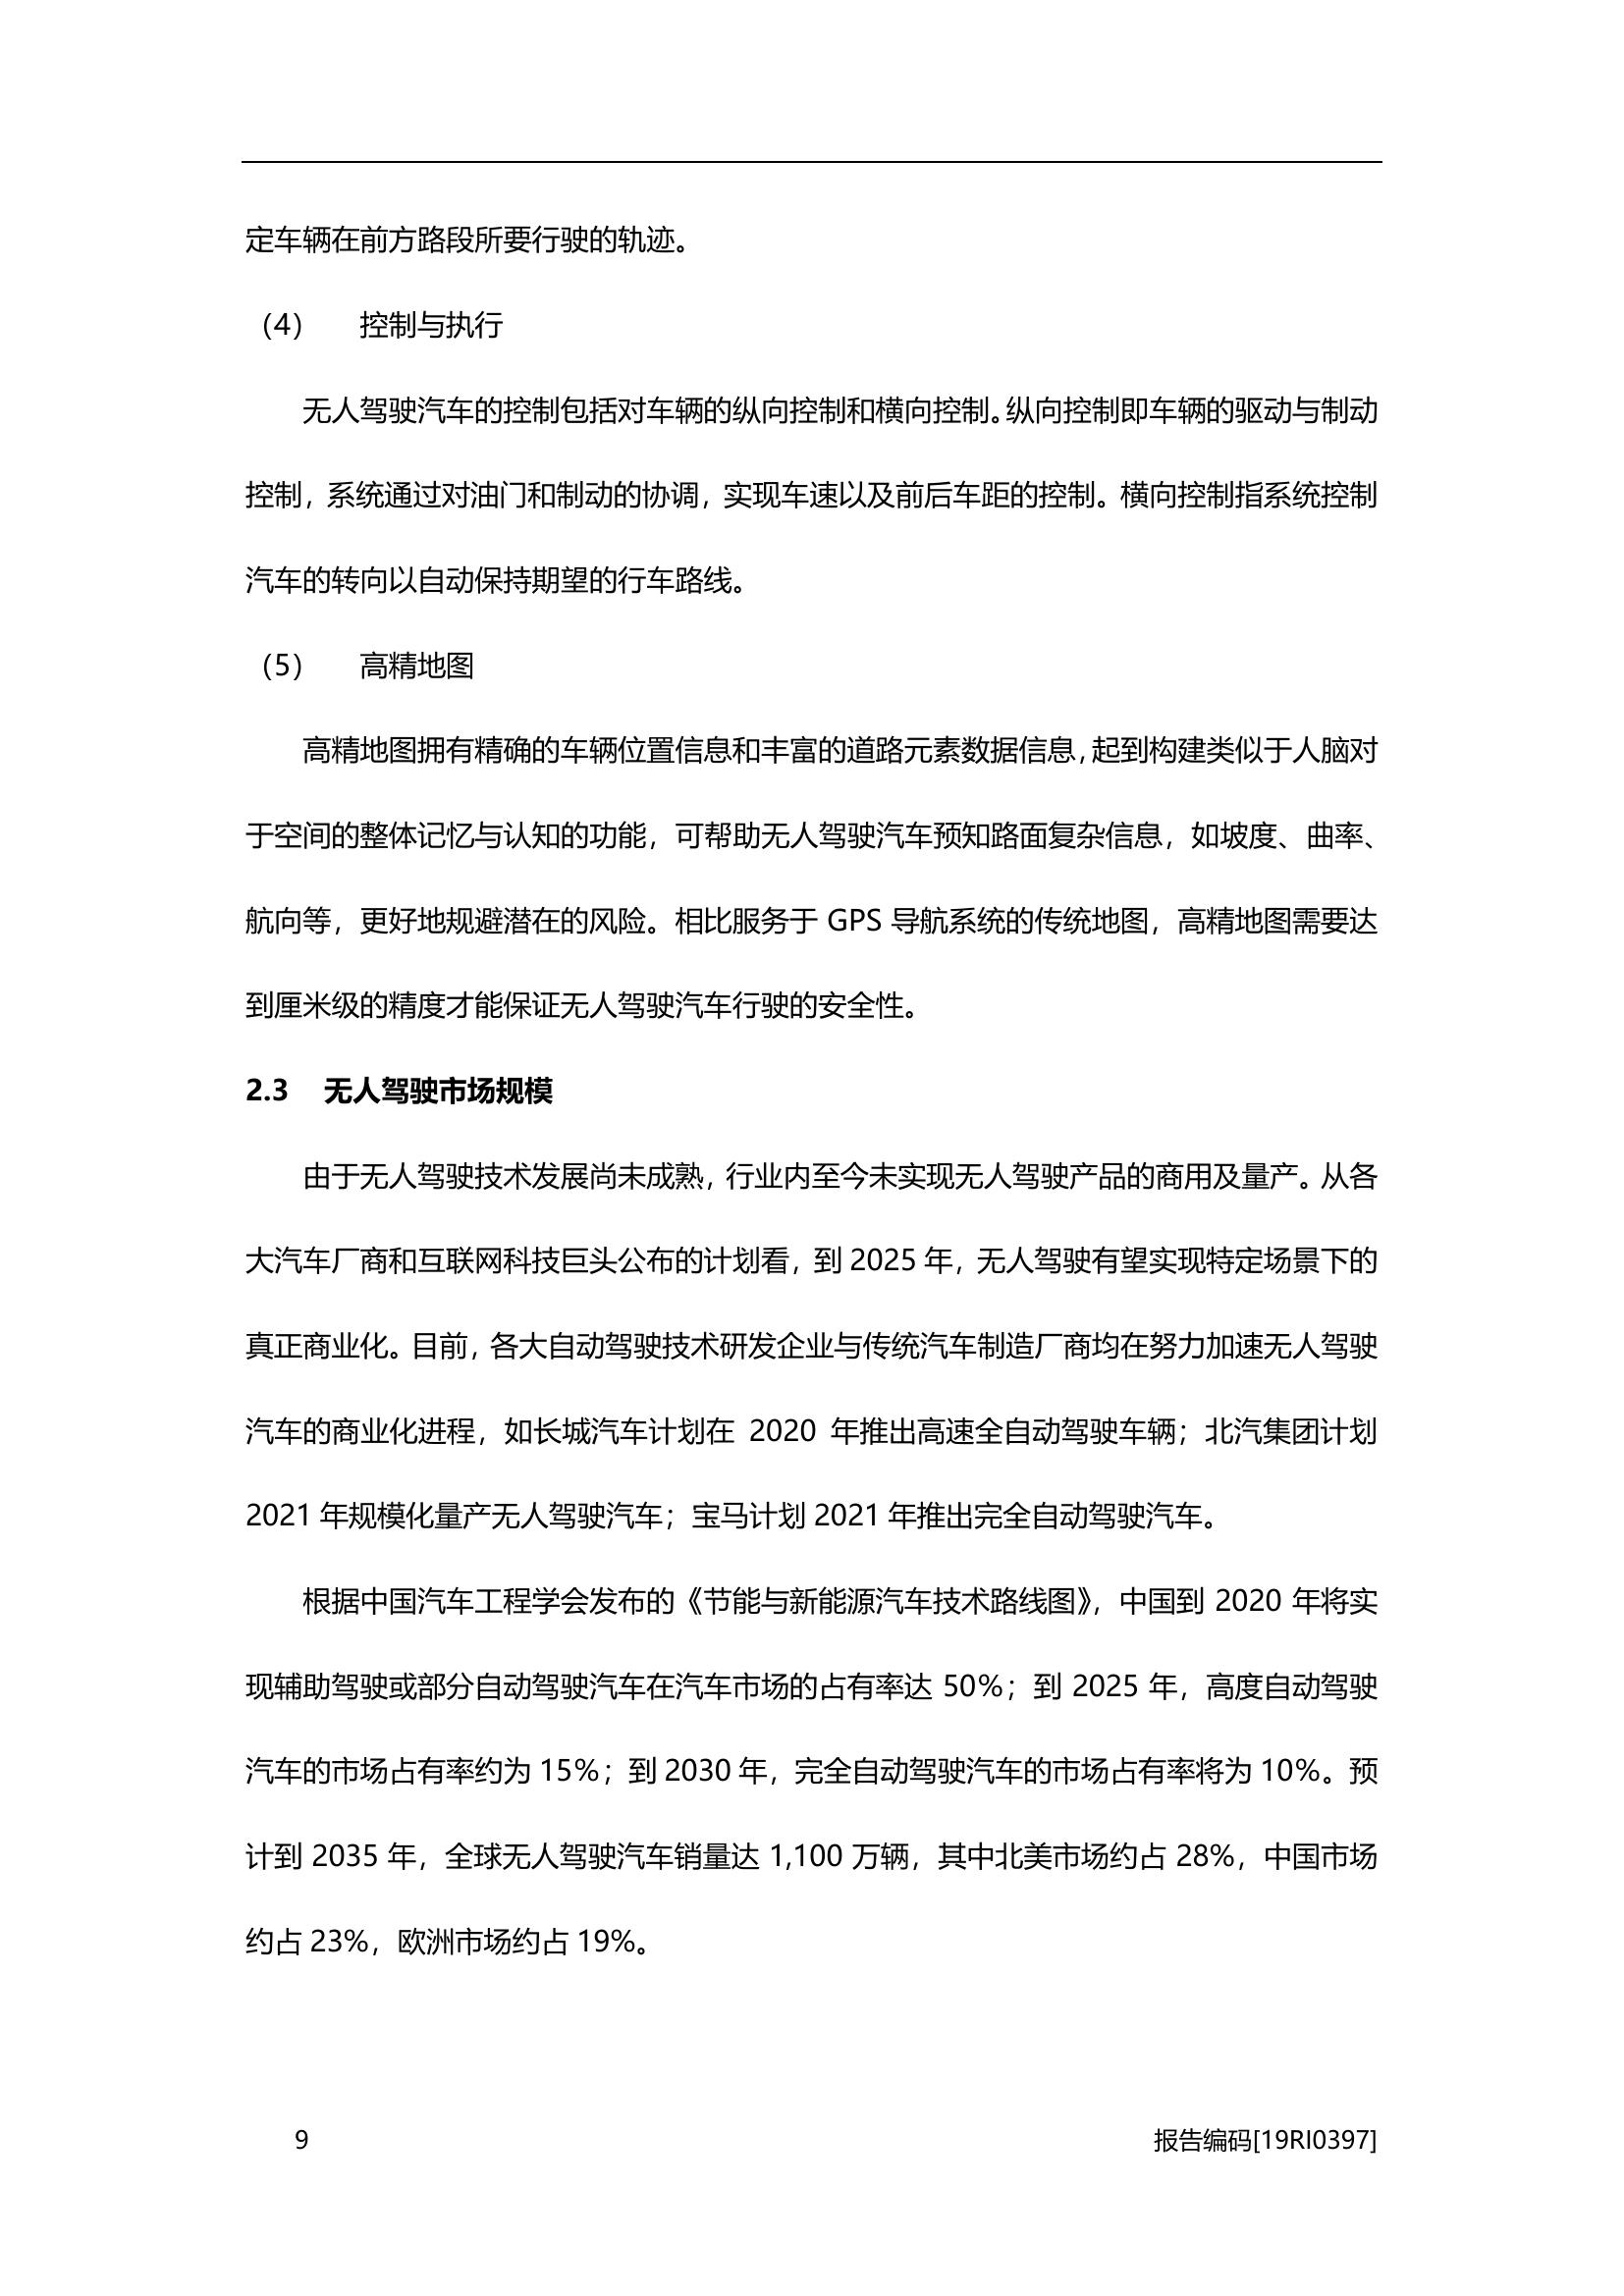 定车辆在前方路段所要行驶的轨迹。
（4） 控制与执行
无人驾驶汽车的控制包括对车辆的纵向控制和横向控制。纵向控制即车辆的驱动与制动
控制，系统通过对油门和制动的协调，实现车速以及前后车距的控制。横向控制指系统控制
汽车的转向以自动保持期望的行车路线。
（5） 高精地图
高精地图拥有精确的车辆位置信息和丰富的道路元素数据信息，起到构建类似于人脑对
于空间的整体记忆与认知的功能，可帮助无人驾驶汽车预知路面复杂信息，如坡度、曲率、
航向等，更好地规避潜在的风险。相比服务于 GPS 导航系统的传统地图，高精地图需要达
到厘米级的精度才能保证无人驾驶汽车行驶的安全性。
2.3 无人驾驶市场规模
由于无人驾驶技术发展尚未成熟，行业内至今未实现无人驾驶产品的商用及量产。从各
大汽车厂商和互联网科技巨头公布的计划看，到 2025 年，无人驾驶有望实现特定场景下的
真正商业化。目前，各大自动驾驶技术研发企业与传统汽车制造厂商均在努力加速无人驾驶
汽车的商业化进程，如长城汽车计划在 2020 年推出高速全自动驾驶车辆；北汽集团计划
2021 年规模化量产无人驾驶汽车；宝马计划 2021 年推出完全自动驾驶汽车。
根据中国汽车工程学会发布的《节能与新能源汽车技术路线图》，中国到 2020 年将实
现辅助驾驶或部分自动驾驶汽车在汽车市场的占有率达 50%；到 2025 年，高度自动驾驶
汽车的市场占有率约为 15%；到 2030 年，完全自动驾驶汽车的市场占有率将为 10%。预
计到 2035 年，全球无人驾驶汽车销量达 1,100 万辆，其中北美市场约占 28%，中国市场
约占 23%，欧洲市场约占 19%。
9 报告编码[19RI0397]